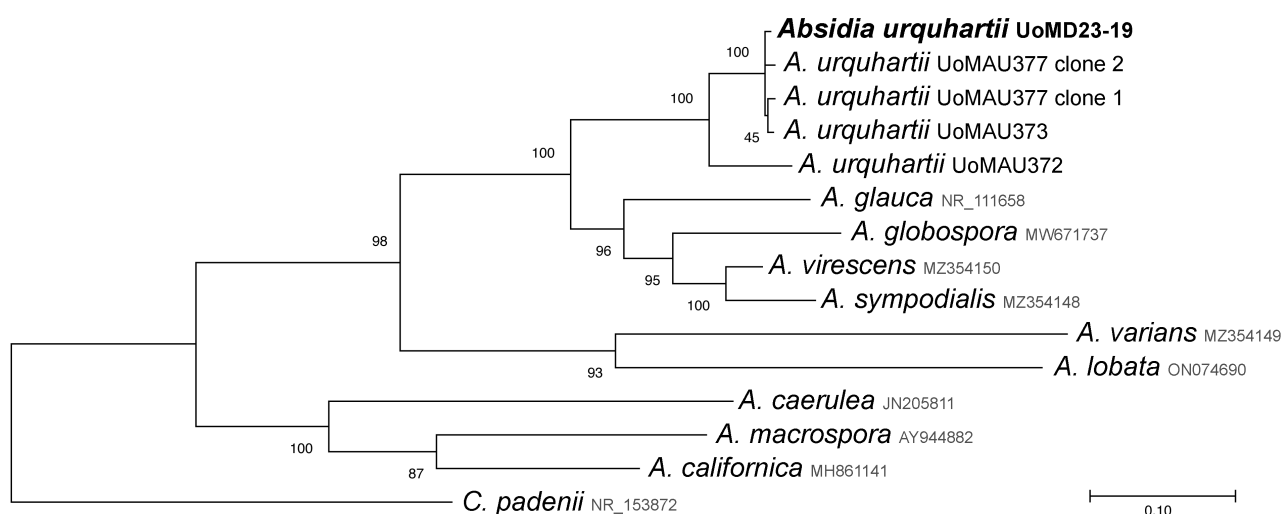 Absidia urquhartii UoMD23-19
100
A. urquhartii UoMAU377 clone 2
100
A. urquhartii UoMAU377 clone 1
45
A. urquhartii UoMAU373
100
A. urquhartii UoMAU372
A. glauca NR_111658
98
96
A. globospora MW671737
A. virescens MZ354150
95
100
A. sympodialis MZ354148
A. varians MZ354149
93
A. lobata ON074690
A. caerulea JN205811
100
A. macrospora AY944882
87
A. californica MH861141
C. padenii NR_153872
0.10